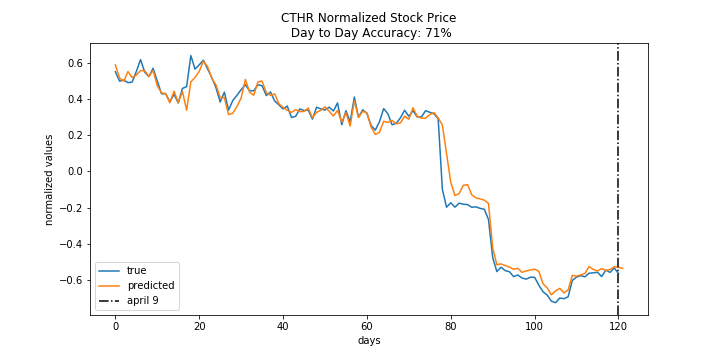 CTHR Normalized Stock Price
Day to Day Accuracy: 71%
normalized values
0.6
0.4
0.2
0.0
−0.2
−0.4
−0.6
true
predicted
april 9
0 20 40 60 80 100 120
days